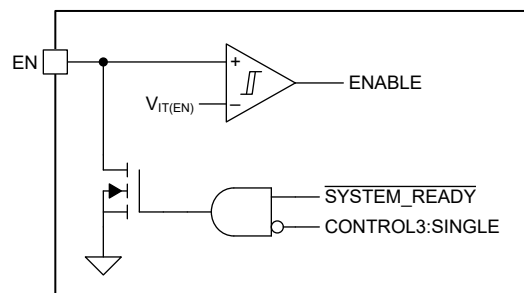 EN
+
ENABLE
V_IT(EN)
−
SYSTEM_READY
CONTROL3:SINGLE